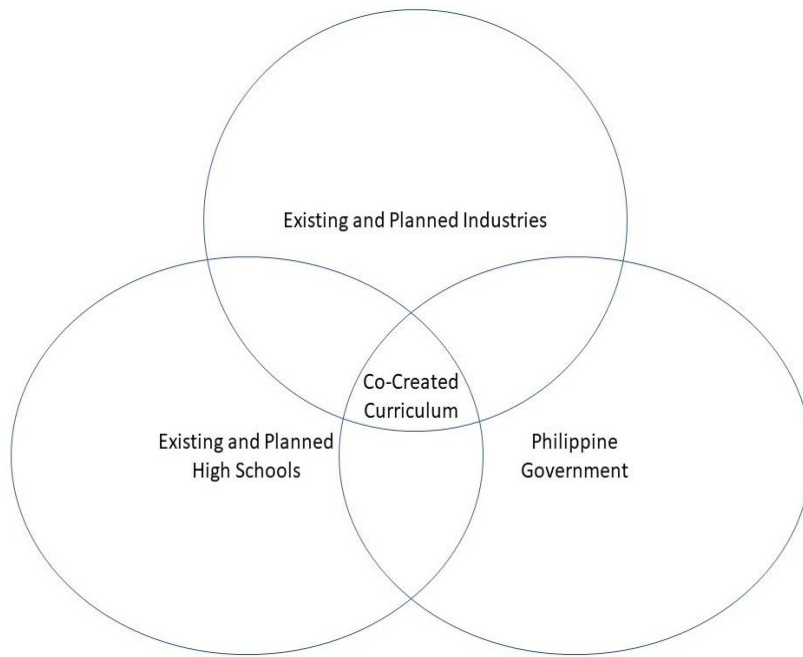 Existing and Planned Industries
Co-Created
Curriculum
Existing and Planned
High Schools
Philippine
Government